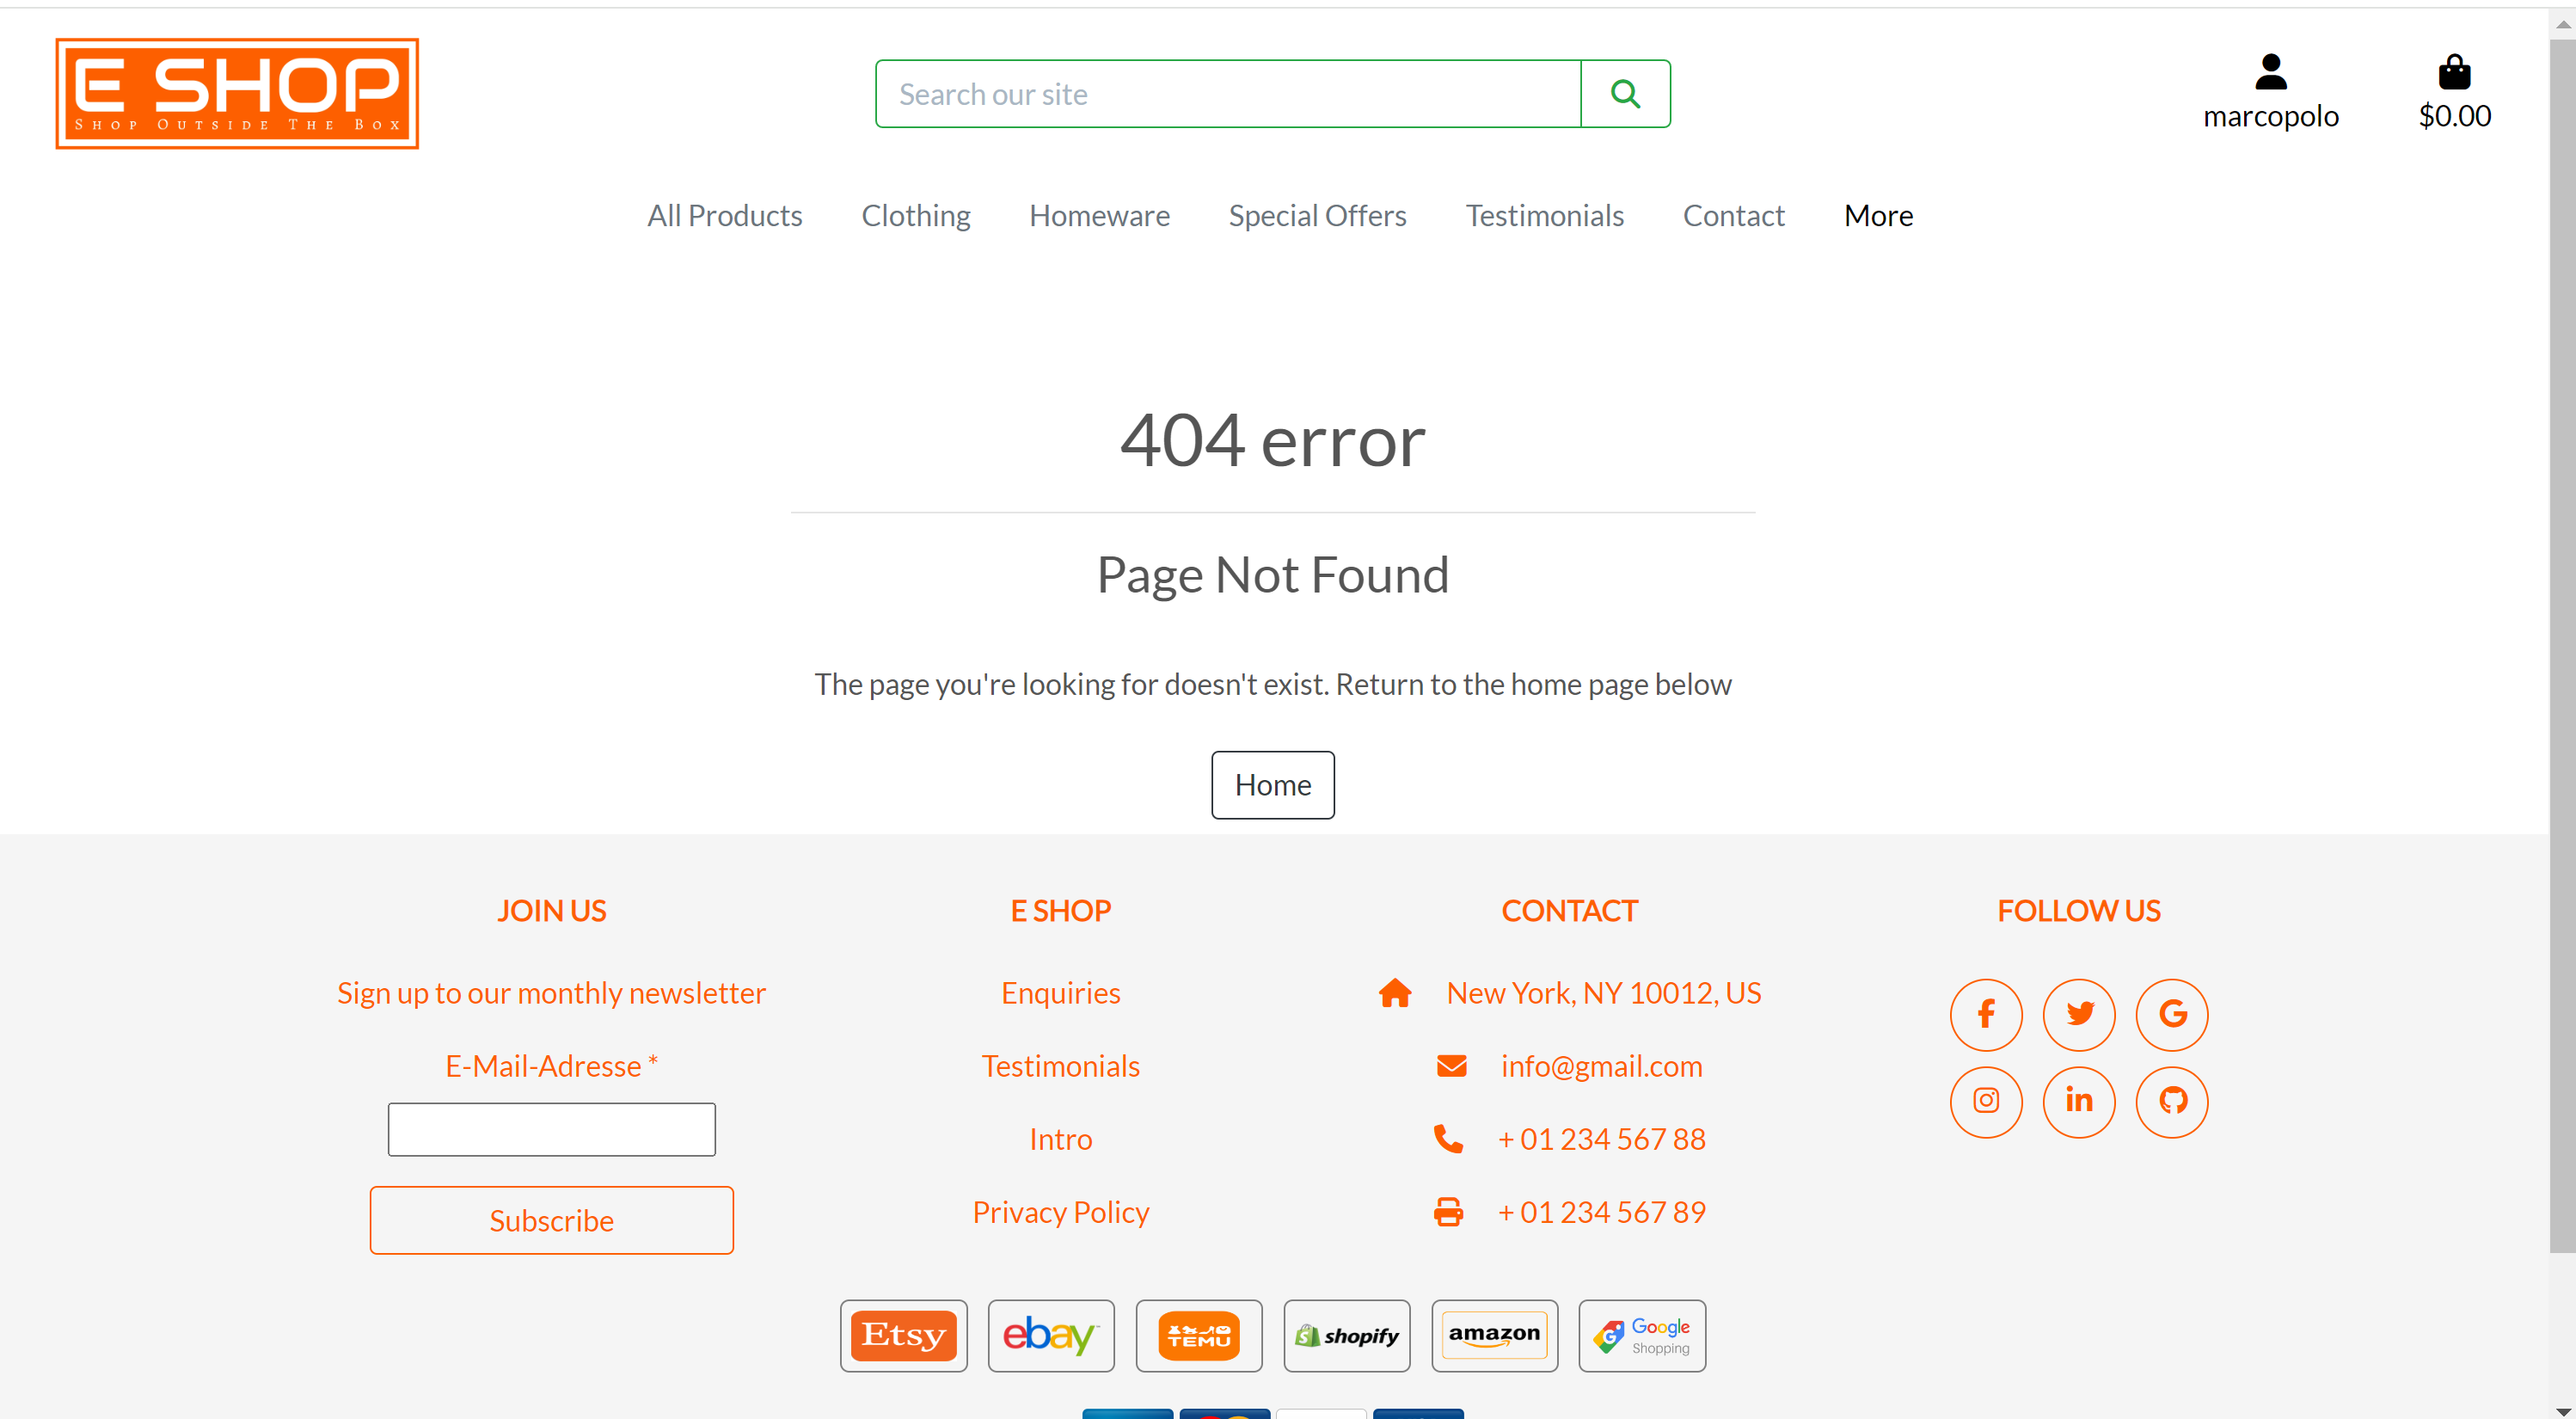 E SHOP
Shop Outside The Box
Search our site
marcopolo
$0.00
All Products Clothing Homeware Special Offers Testimonials Contact More
404 error
Page Not Found
The page you're looking for doesn't exist. Return to the home page below
Home
JOIN US
Sign up to our monthly newsletter
E-Mail-Adresse *
Subscribe
E SHOP
Enquiries
Testimonials
Intro
Privacy Policy
CONTACT
New York, NY 10012, US
info@gmail.com
+ 01 234 567 88
+ 01 234 567 89
FOLLOW US
Etsy
ebay
TEMU
shopify
amazon
Google
Shopping